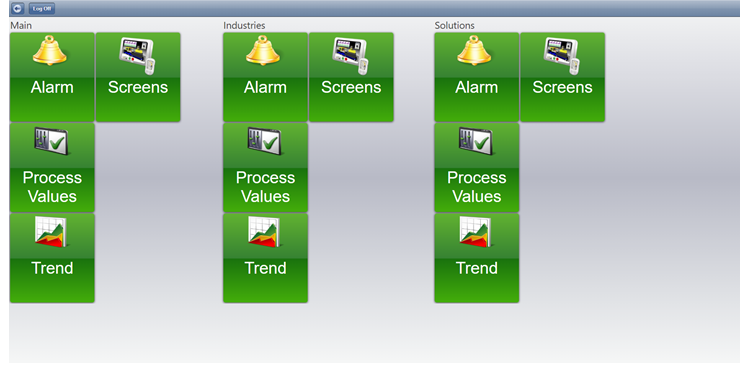 Log Off
Main
Industries
Solutions
Alarm
Screens
Alarm
Screens
Alarm
Screens
Process
Values
Process
Values
Process
Values
Trend
Trend
Trend